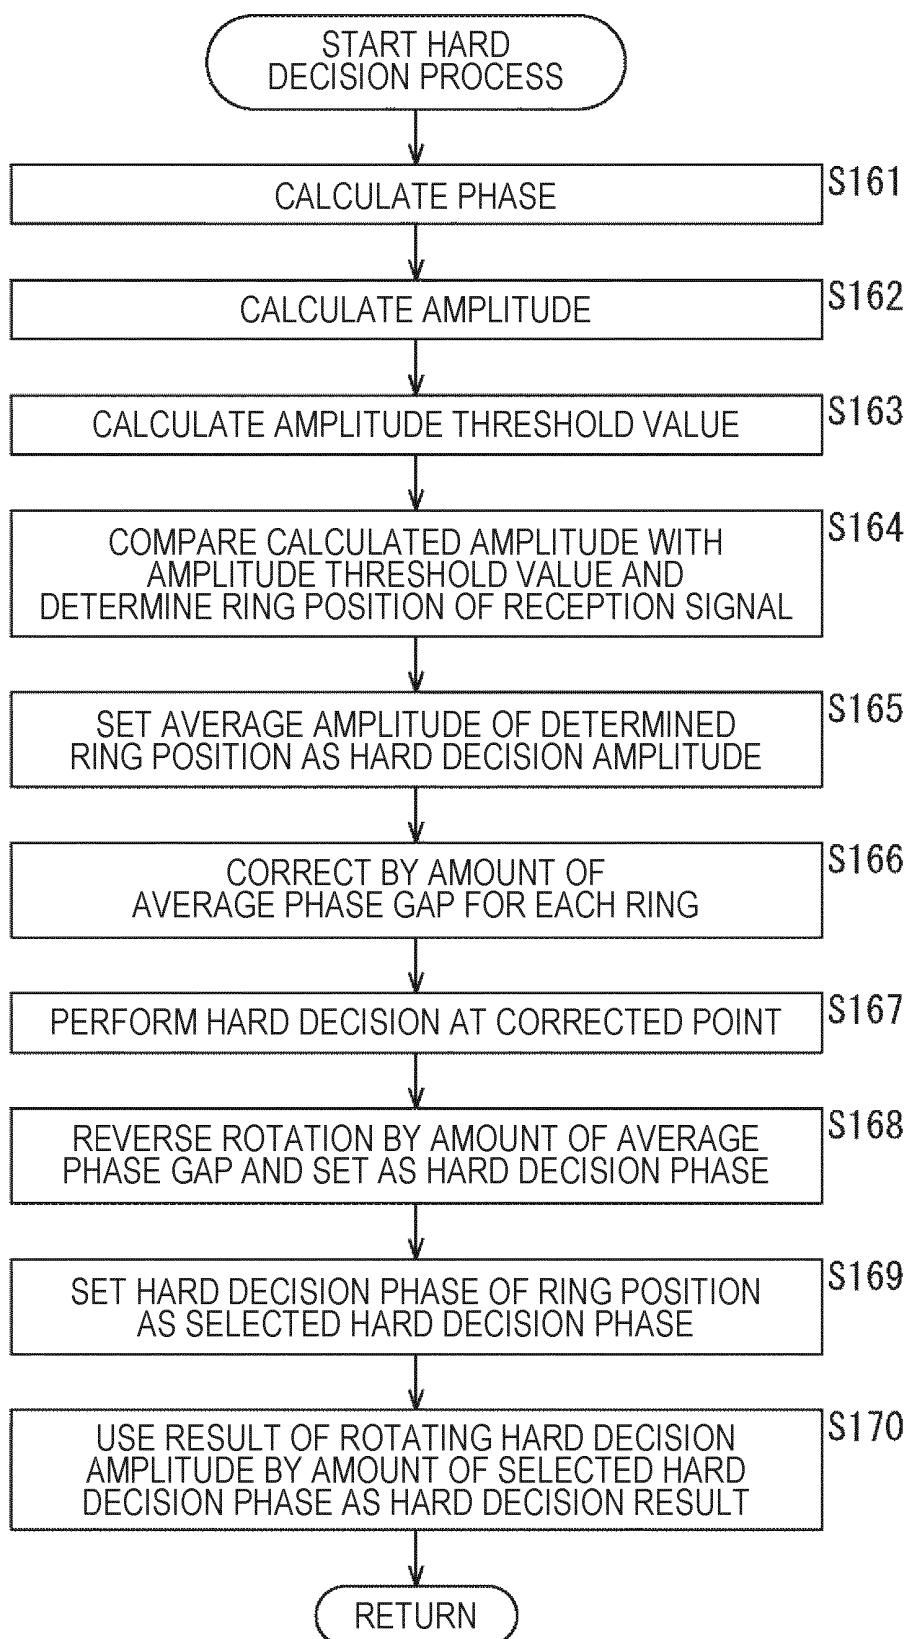 START HARD
DECISION PROCESS
S161
CALCULATE PHASE
S162
CALCULATE AMPLITUDE
S163
CALCULATE AMPLITUDE THRESHOLD VALUE
S164
COMPARE CALCULATED AMPLITUDE WITH
AMPLITUDE THRESHOLD VALUE AND
DETERMINE RING POSITION OF RECEPTION SIGNAL
S165
SET AVERAGE AMPLITUDE OF DETERMINED
RING POSITION AS HARD DECISION AMPLITUDE
S166
CORRECT BY AMOUNT OF
AVERAGE PHASE GAP FOR EACH RING
S167
PERFORM HARD DECISION AT CORRECTED POINT
S168
REVERSE ROTATION BY AMOUNT OF AVERAGE
PHASE GAP AND SET AS HARD DECISION PHASE
S169
SET HARD DECISION PHASE OF RING POSITION
AS SELECTED HARD DECISION PHASE
S170
USE RESULT OF ROTATING HARD DECISION
AMPLITUDE BY AMOUNT OF SELECTED HARD
DECISION PHASE AS HARD DECISION RESULT
RETURN